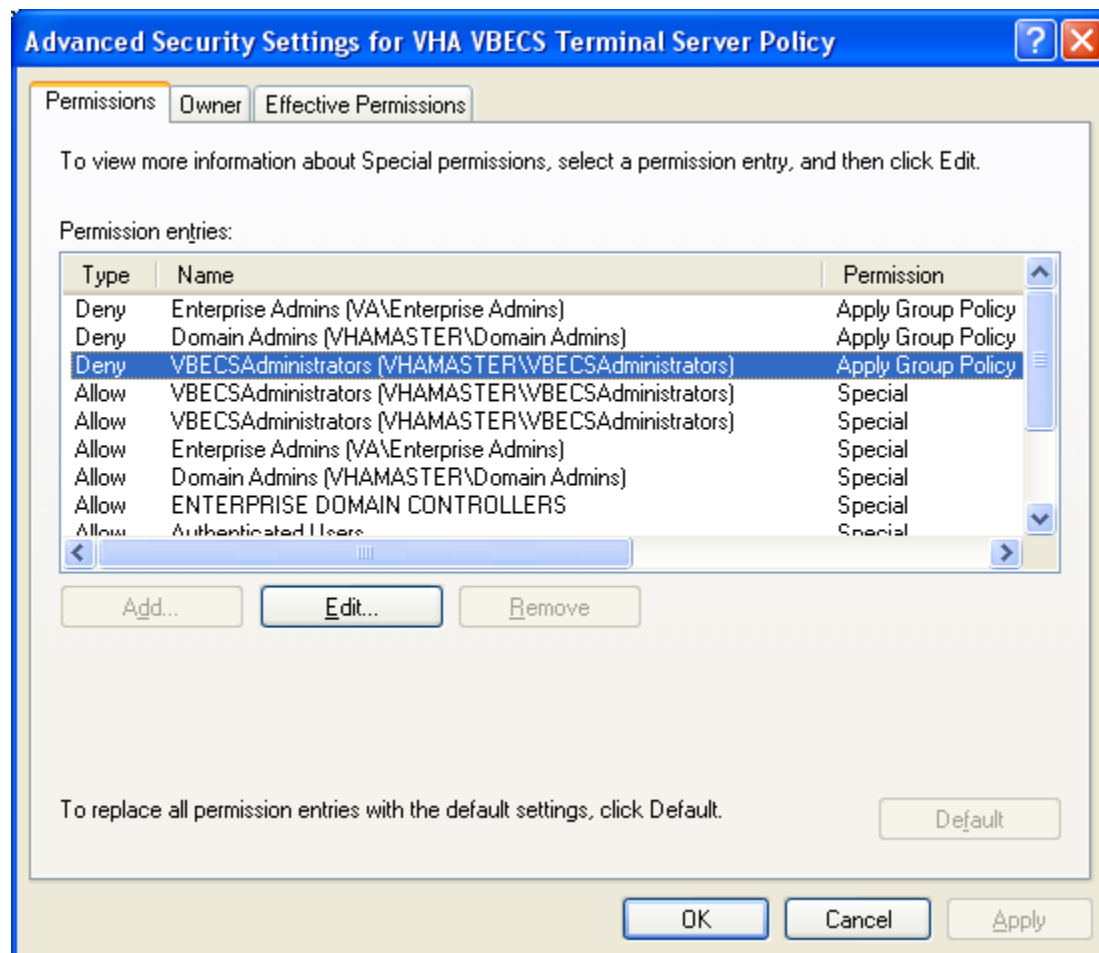 Advanced Security Settings for VHA VBECS Terminal Server Policy
Permissions Owner Effective Permissions
To view more information about Special permissions, select a permission entry, and then click Edit.
Permission entries:
Type Name Permission
Deny Enterprise Admins (VA\Enterprise Admins) Apply Group Policy
Deny Domain Admins (VHAMASTER\Domain Admins) Apply Group Policy
Deny VBECSAdministrators (VHAMASTER\VBECSAdministrators) Apply Group Policy
Allow VBECSAdministrators (VHAMASTER\VBECSAdministrators) Special
Allow VBECSAdministrators (VHAMASTER\VBECSAdministrators) Special
Allow Enterprise Admins (VA\Enterprise Admins) Special
Allow Domain Admins (VHAMASTER\Domain Admins) Special
Allow ENTERPRISE DOMAIN CONTROLLERS Special
Allow Authenticated Users Special
Add... Edit... Remove
To replace all permission entries with the default settings, click Default.
Default
OK Cancel Apply